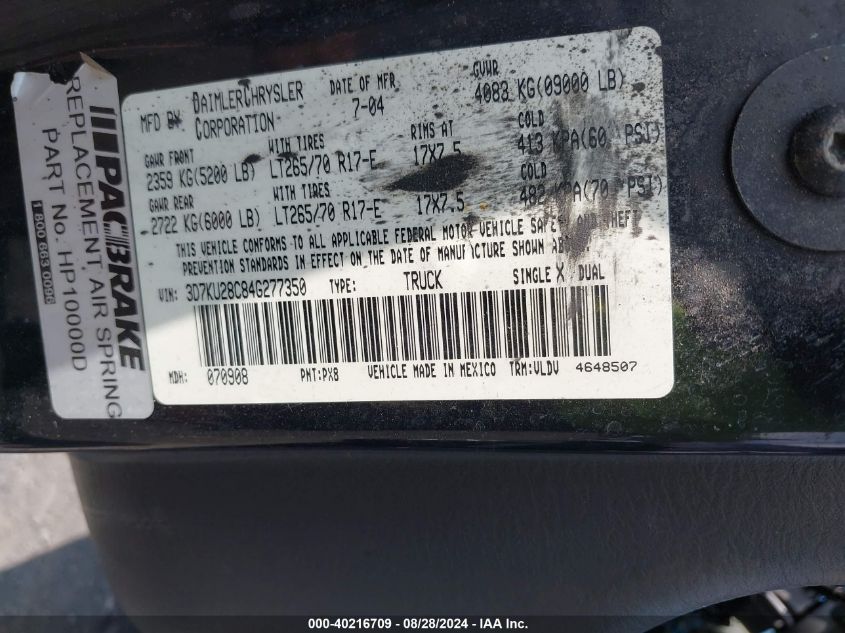 PACBRAKE
REPLACEMENT AIR SPRING
PART No. HP10000D
1 800 663 0096
MFD BY DAIMLERCHRYSLER CORPORATION
DATE OF MFR 7-04
GVWR 4083 KG(09000 LB)
GAWR FRONT WITH TIRES RIMS AT COLD
2359 KG(5200 LB) LT265/70 R17-E 17X7.5 413 KPA(60 PSI)
GAWR REAR WITH TIRES COLD
2722 KG(6000 LB) LT265/70 R17-E 17X7.5 482 KPA(70 PSI)
THIS VEHICLE CONFORMS TO ALL APPLICABLE FEDERAL MOTOR VEHICLE SAFETY AND THEFT
PREVENTION STANDARDS IN EFFECT ON THE DATE OF MANUFACTURE SHOWN
VIN: 3D7KU28C84G277350 TYPE: TRUCK SINGLE X DUAL
MDH: 070908 PNT:PX8 VEHICLE MADE IN MEXICO TRM:VLDV 4648507
000-40216709 - 08/28/2024 - IAA Inc.